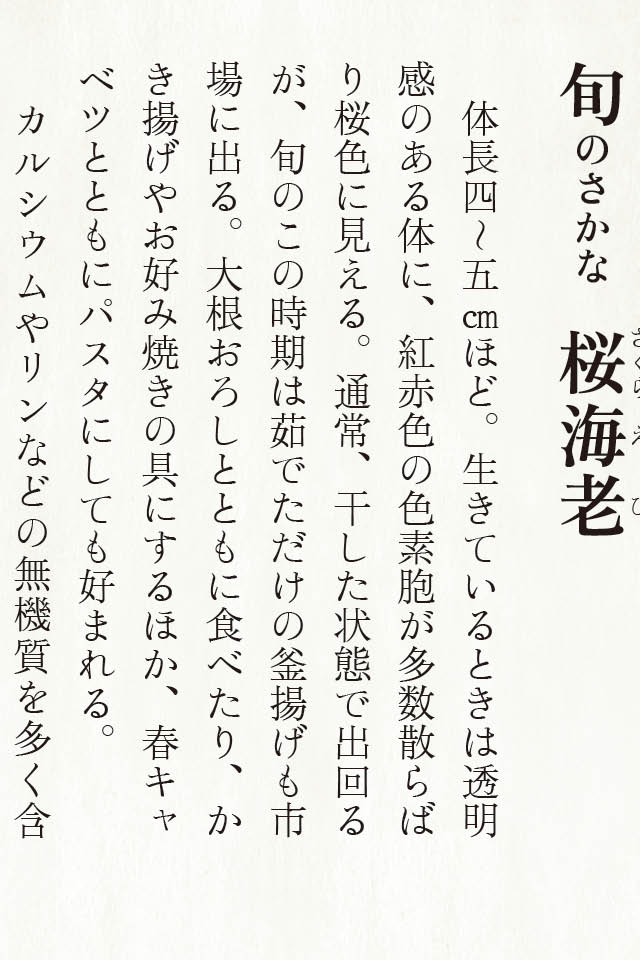 旬のさかな 桜海老
体長四〜五㎝ほど。生きているときは透明
感のある体に、紅赤色の色素胞が多数散らば
り桜色に見える。通常、干した状態で出回る
が、旬のこの時期は茹でただけの釜揚げも市
場に出る。大根おろしとともに食べたり、か
き揚げやお好み焼きの具にするほか、春キャ
ベツとともにパスタにしても好まれる。
カルシウムやリンなどの無機質を多く含